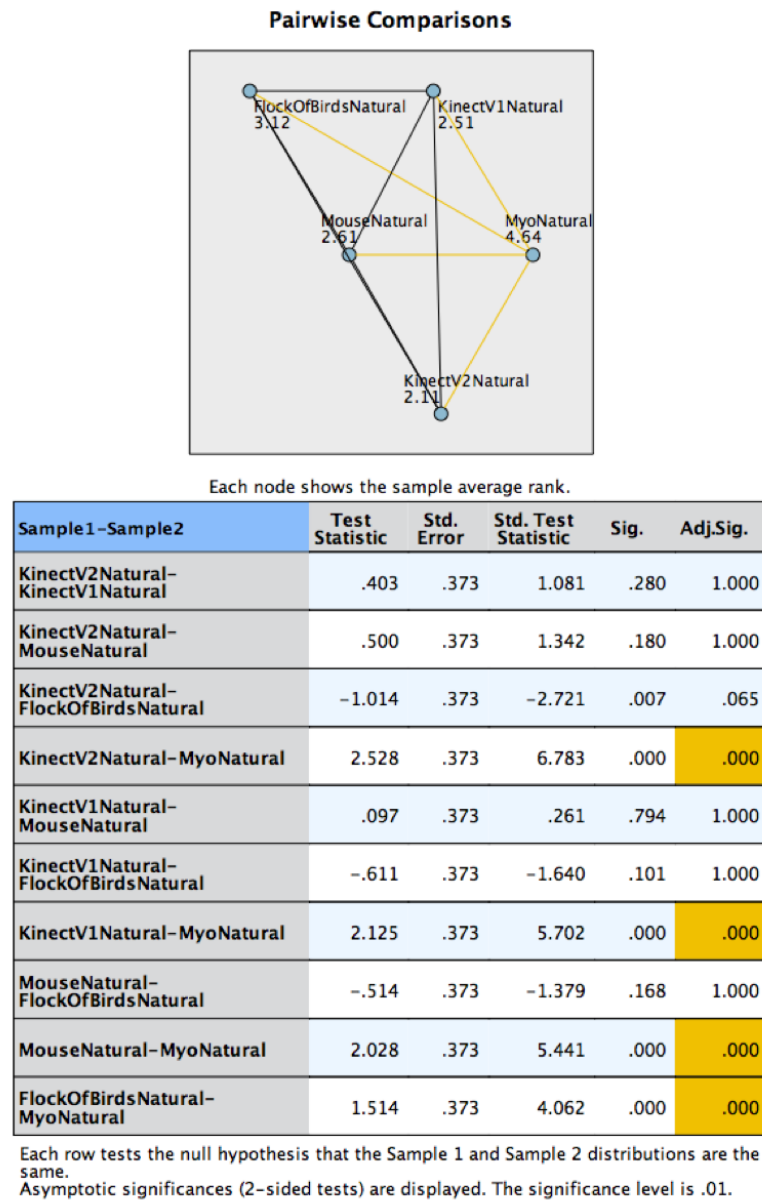 Pairwise Comparisons
FlockOfBirdsNatural
3.12
KinectV1Natural
2.51
MouseNatural
2.61
MyoNatural
4.64
KinectV2Natural
2.11
Each node shows the sample average rank.
Sample1-Sample2 Test Statistic Std. Error Std. Test Statistic Sig. Adj.Sig.
KinectV2Natural-
KinectV1Natural .403 .373 1.081 .280 1.000
KinectV2Natural-
MouseNatural .500 .373 1.342 .180 1.000
KinectV2Natural-
FlockOfBirdsNatural -1.014 .373 -2.721 .007 .065
KinectV2Natural-MyoNatural 2.528 .373 6.783 .000 .000
KinectV1Natural-
MouseNatural .097 .373 .261 .794 1.000
KinectV1Natural-
FlockOfBirdsNatural -.611 .373 -1.640 .101 1.000
KinectV1Natural-MyoNatural 2.125 .373 5.702 .000 .000
MouseNatural-
FlockOfBirdsNatural -.514 .373 -1.379 .168 1.000
MouseNatural-MyoNatural 2.028 .373 5.441 .000 .000
FlockOfBirdsNatural-
MyoNatural 1.514 .373 4.062 .000 .000
Each row tests the null hypothesis that the Sample 1 and Sample 2 distributions are the
same.
Asymptotic significances (2-sided tests) are displayed. The significance level is .01.